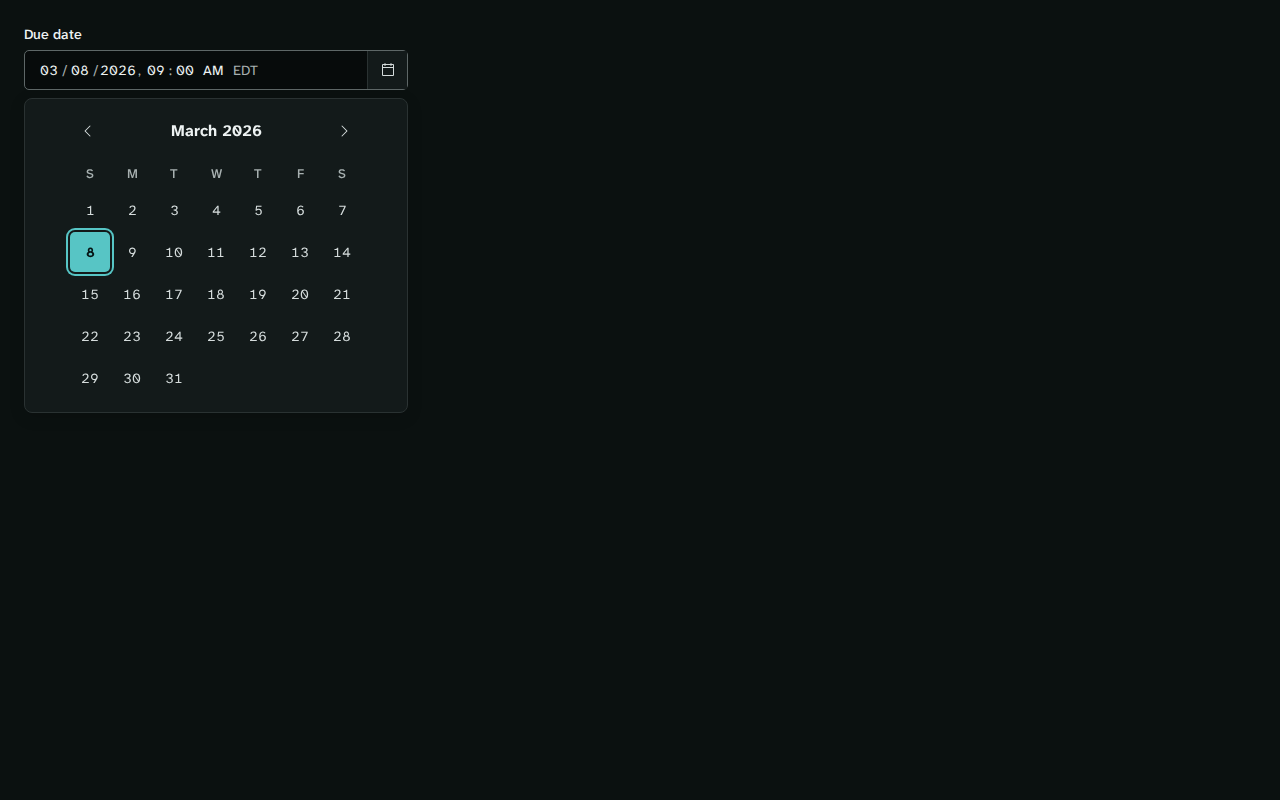 Due date
03/08/2026, 09:00 AM EDT
March 2026
S M T W T F S
1 2 3 4 5 6 7
8 9 10 11 12 13 14
15 16 17 18 19 20 21
22 23 24 25 26 27 28
29 30 31